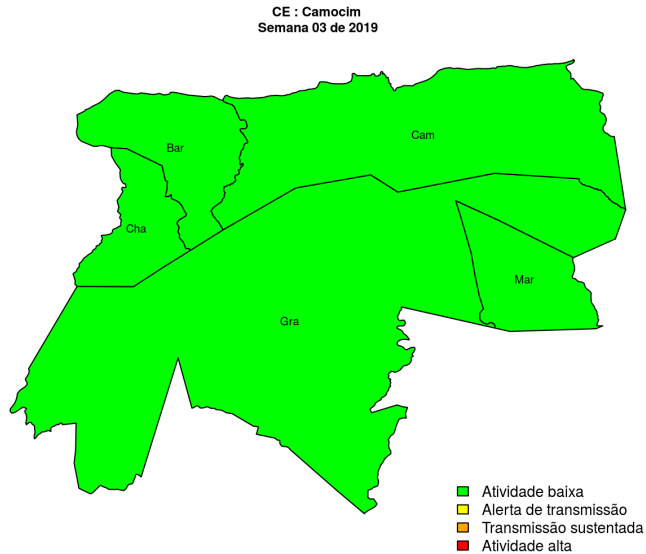 CE : Camocim
Semana 03 de 2019
Bar
Cam
Cha
Mar
Gra
Atividade baixa
Alerta de transmissão
Transmissão sustentada
Atividade alta